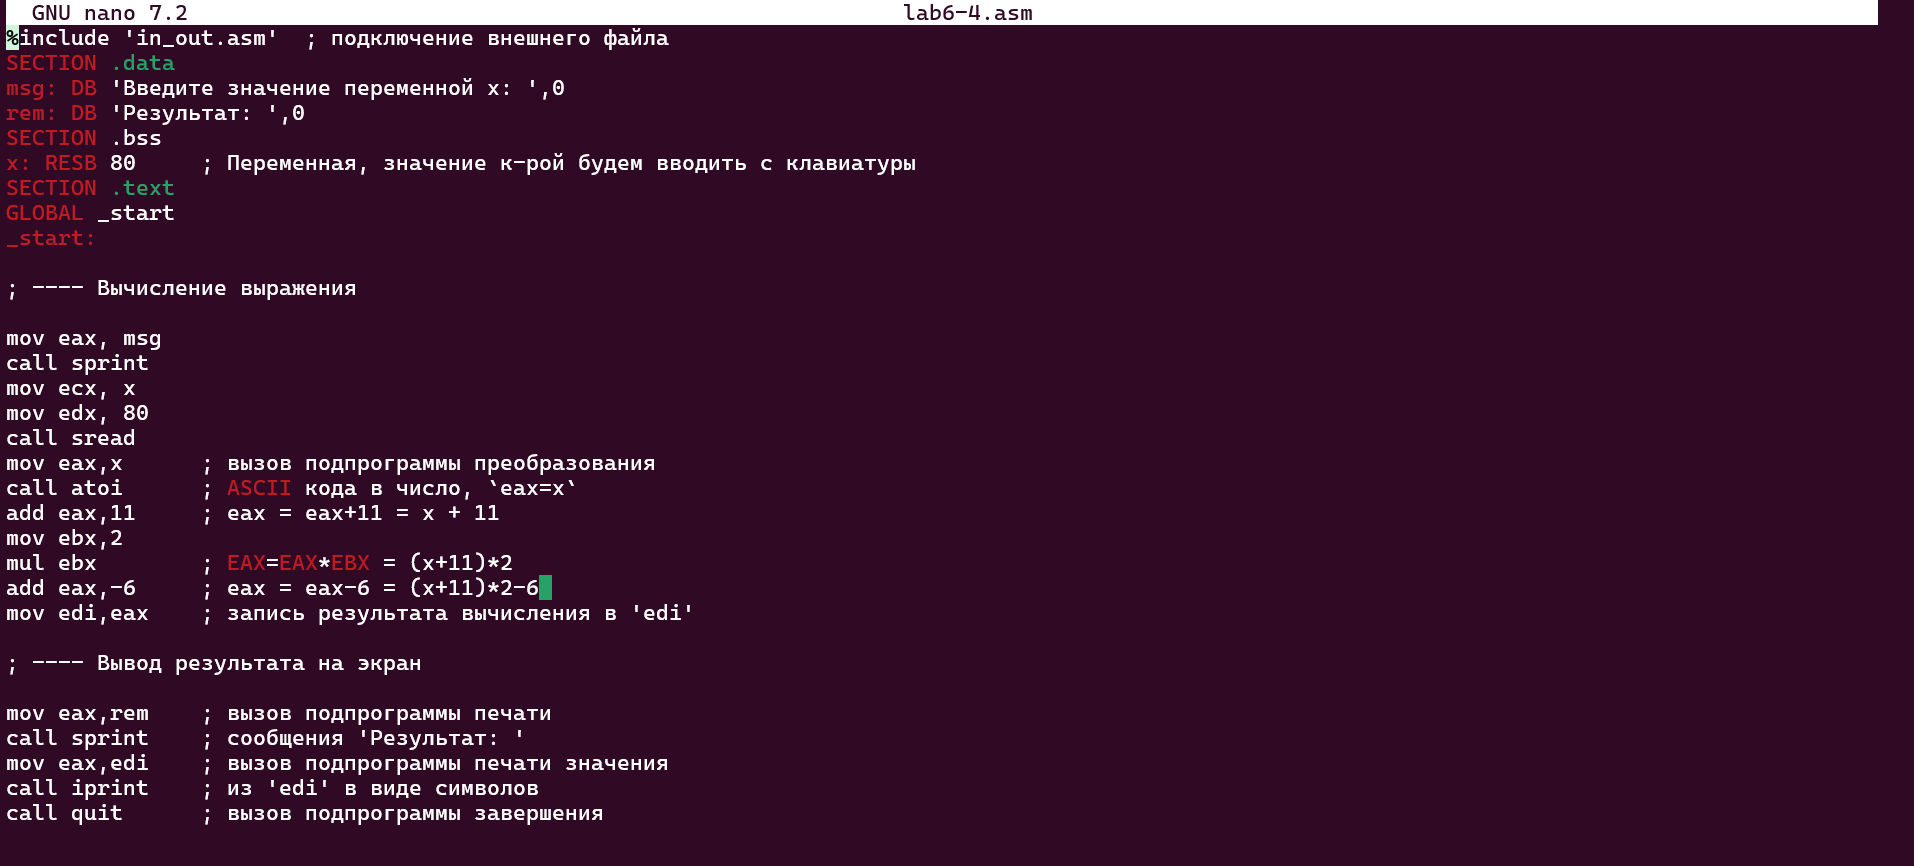 GNU nano 7.2 lab6-4.asm
%include 'in_out.asm'  ; подключение внешнего файла
SECTION .data
msg: DB 'Введите значение переменной x: ',0
rem: DB 'Результат: ',0
SECTION .bss
x: RESB 80     ; Переменная, значение к-рой будем вводить с клавиатуры
SECTION .text
GLOBAL _start
_start:
; ---- Вычисление выражения
mov eax, msg
call sprint
mov ecx, x
mov edx, 80
call sread
mov eax,x      ; вызов подпрограммы преобразования
call atoi      ; ASCII кода в число, `eax=x`
add eax,11     ; eax = eax+11 = x + 11
mov ebx,2
mul ebx        ; EAX=EAX*EBX = (x+11)*2
add eax,-6     ; eax = eax-6 = (x+11)*2-6
mov edi,eax    ; запись результата вычисления в 'edi'
; ---- Вывод результата на экран
mov eax,rem    ; вызов подпрограммы печати
call sprint    ; сообщения 'Результат: '
mov eax,edi    ; вызов подпрограммы печати значения
call iprint    ; из 'edi' в виде символов
call quit      ; вызов подпрограммы завершения